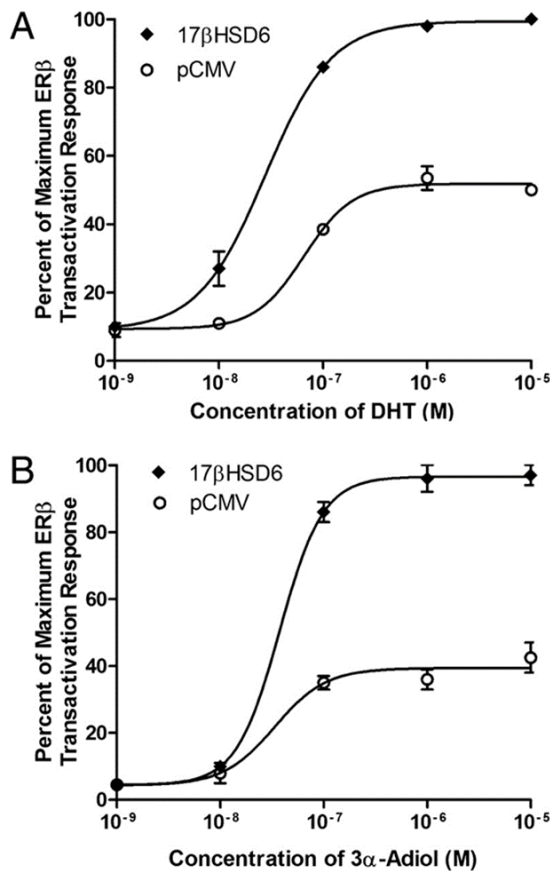 A
17βHSD6
pCMV
Percent of Maximum ERβ
Transactivation Response
100
80
60
40
20
0
10⁻⁹ 10⁻⁸ 10⁻⁷ 10⁻⁶ 10⁻⁵
Concentration of DHT (M)
B
17βHSD6
pCMV
Percent of Maximum ERβ
Transactivation Response
100
80
60
40
20
0
10⁻⁹ 10⁻⁸ 10⁻⁷ 10⁻⁶ 10⁻⁵
Concentration of 3α-Adiol (M)